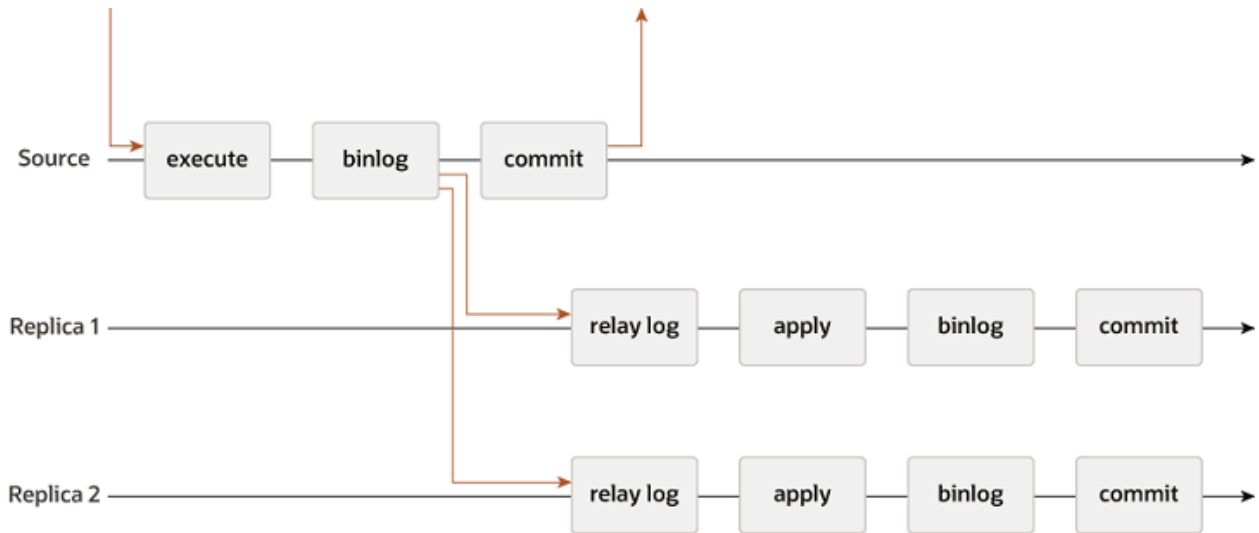 Source execute binlog commit
Replica 1 relay log apply binlog commit
Replica 2 relay log apply binlog commit